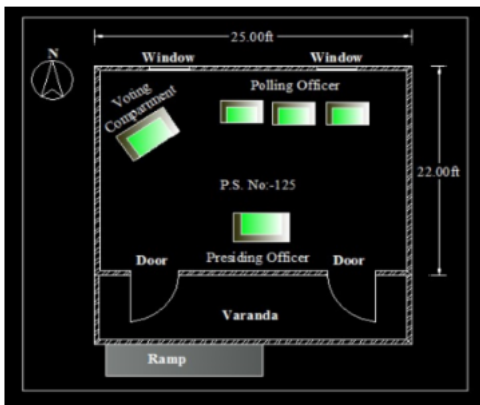 25.00ft
N
Window
Window
Voting
Compartment
Polling Officer
22.00ft
P.S. No:-125
Door
Presiding Officer
Door
Varanda
Ramp